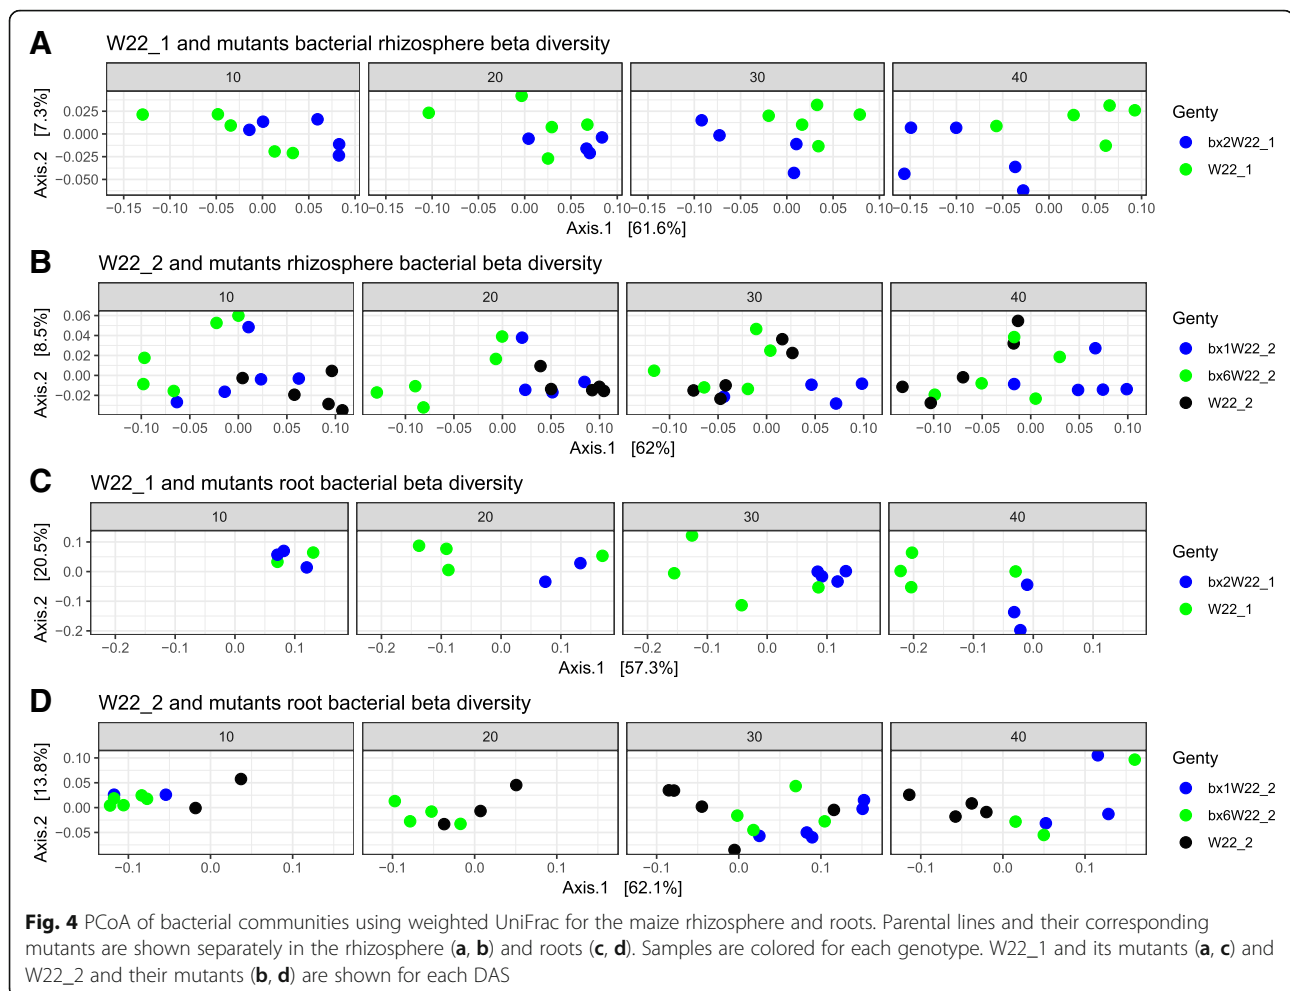 A
W22_1 and mutants bacterial rhizosphere beta diversity
10 20 30 40
Axis.2 [7.3%]
0.025
0.000
−0.025
−0.050
−0.15 −0.10 −0.05 0.00 0.05 0.10 −0.15 −0.10 −0.05 0.00 0.05 0.10 −0.15 −0.10 −0.05 0.00 0.05 0.10 −0.15 −0.10 −0.05 0.00 0.05 0.10
Axis.1 [61.6%]
Genty
bx2W22_1
W22_1
B
W22_2 and mutants rhizosphere bacterial beta diversity
10 20 30 40
Axis.2 [8.5%]
0.06
0.04
0.02
0.00
−0.02
−0.10 −0.05 0.00 0.05 0.10 −0.10 −0.05 0.00 0.05 0.10 −0.10 −0.05 0.00 0.05 0.10 −0.10 −0.05 0.00 0.05 0.10
Axis.1 [62%]
Genty
bx1W22_2
bx6W22_2
W22_2
C
W22_1 and mutants root bacterial beta diversity
10 20 30 40
Axis.2 [20.5%]
0.1
0.0
−0.1
−0.2
−0.2 −0.1 0.0 0.1 −0.2 −0.1 0.0 0.1 −0.2 −0.1 0.0 0.1 −0.2 −0.1 0.0 0.1
Axis.1 [57.3%]
Genty
bx2W22_1
W22_1
D
W22_2 and mutants root bacterial beta diversity
10 20 30 40
Axis.2 [13.8%]
0.10
0.05
0.00
−0.05
−0.1 0.0 0.1 −0.1 0.0 0.1 −0.1 0.0 0.1 −0.1 0.0 0.1
Axis.1 [62.1%]
Genty
bx1W22_2
bx6W22_2
W22_2
Fig. 4 PCoA of bacterial communities using weighted UniFrac for the maize rhizosphere and roots. Parental lines and their corresponding
mutants are shown separately in the rhizosphere (a, b) and roots (c, d). Samples are colored for each genotype. W22_1 and its mutants (a, c) and
W22_2 and their mutants (b, d) are shown for each DAS